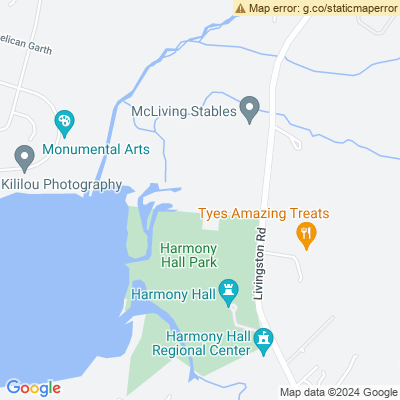 Map error: g.co/staticmaperror
elican Garth
McLiving Stables
Monumental Arts
Kililou Photography
Tyes Amazing Treats
Livingston Rd
Harmony
Hall Park
Harmony Hall
Harmony Hall
Regional Center
Google
Map data ©2024 Google